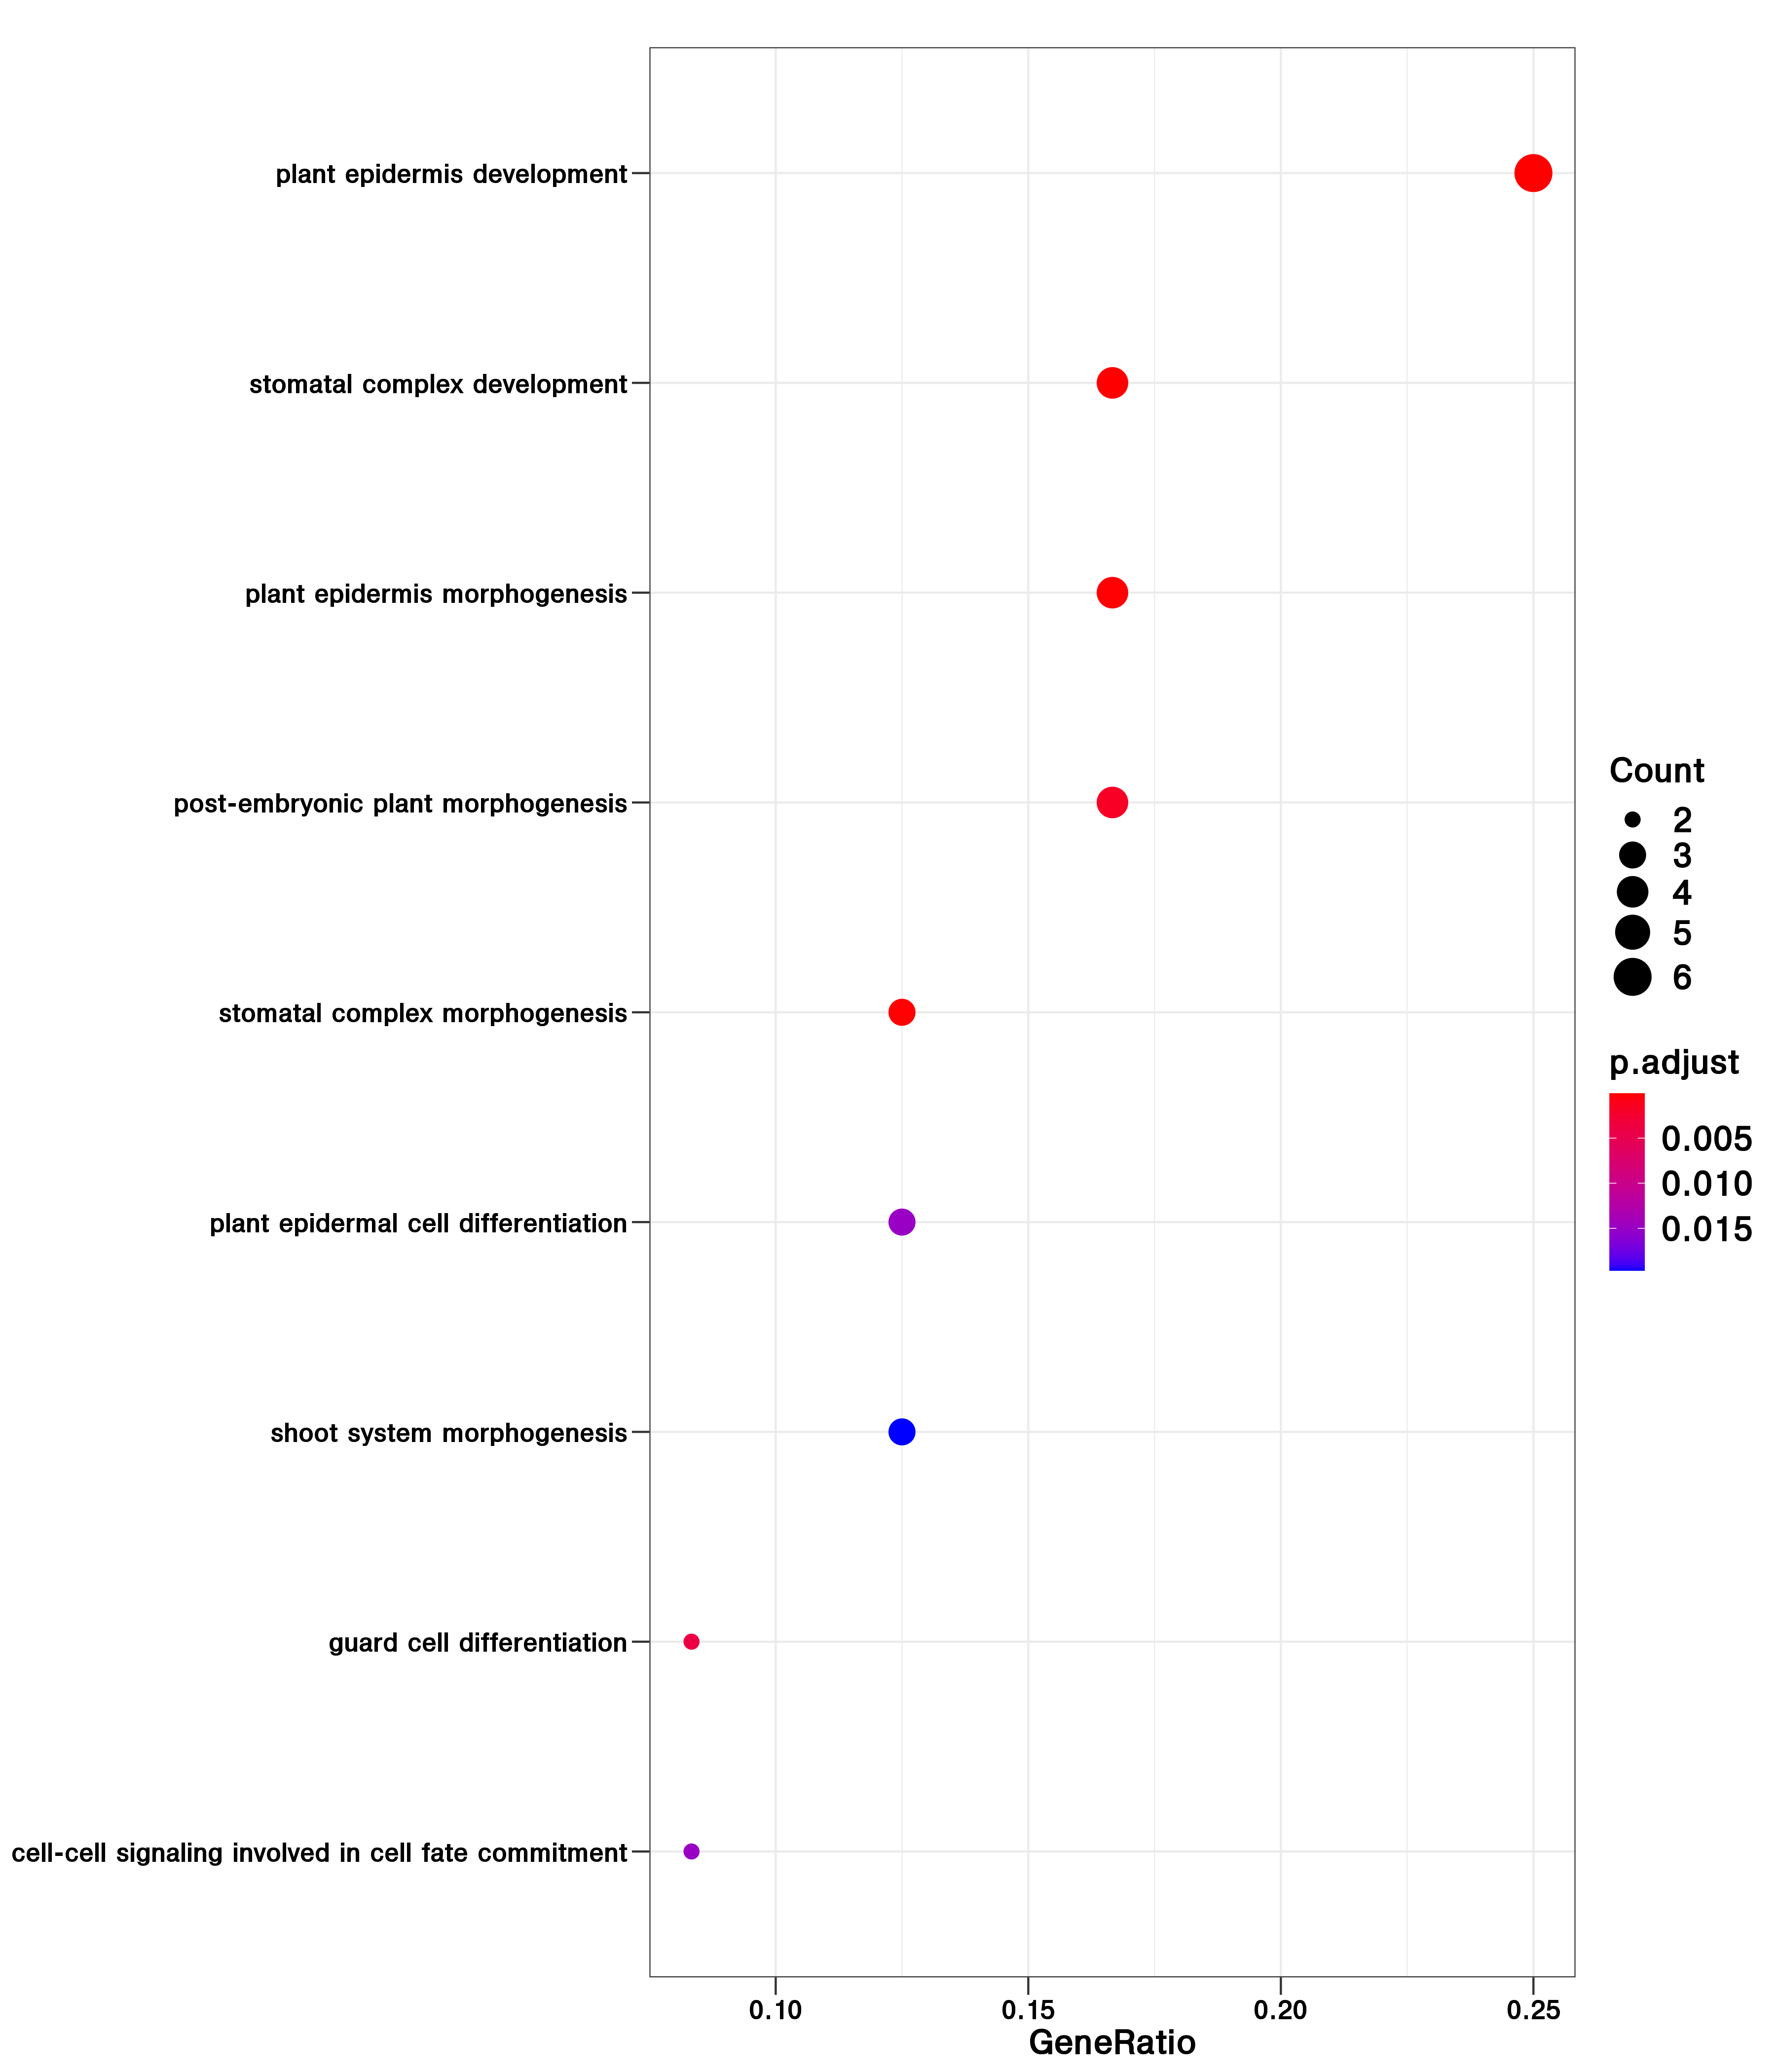 plant epidermis development
stomatal complex development
plant epidermis morphogenesis
post-embryonic plant morphogenesis
stomatal complex morphogenesis
plant epidermal cell differentiation
shoot system morphogenesis
guard cell differentiation
cell-cell signaling involved in cell fate commitment
0.10 0.15 0.20 0.25
GeneRatio
Count
2
3
4
5
6
p.adjust
0.005
0.010
0.015